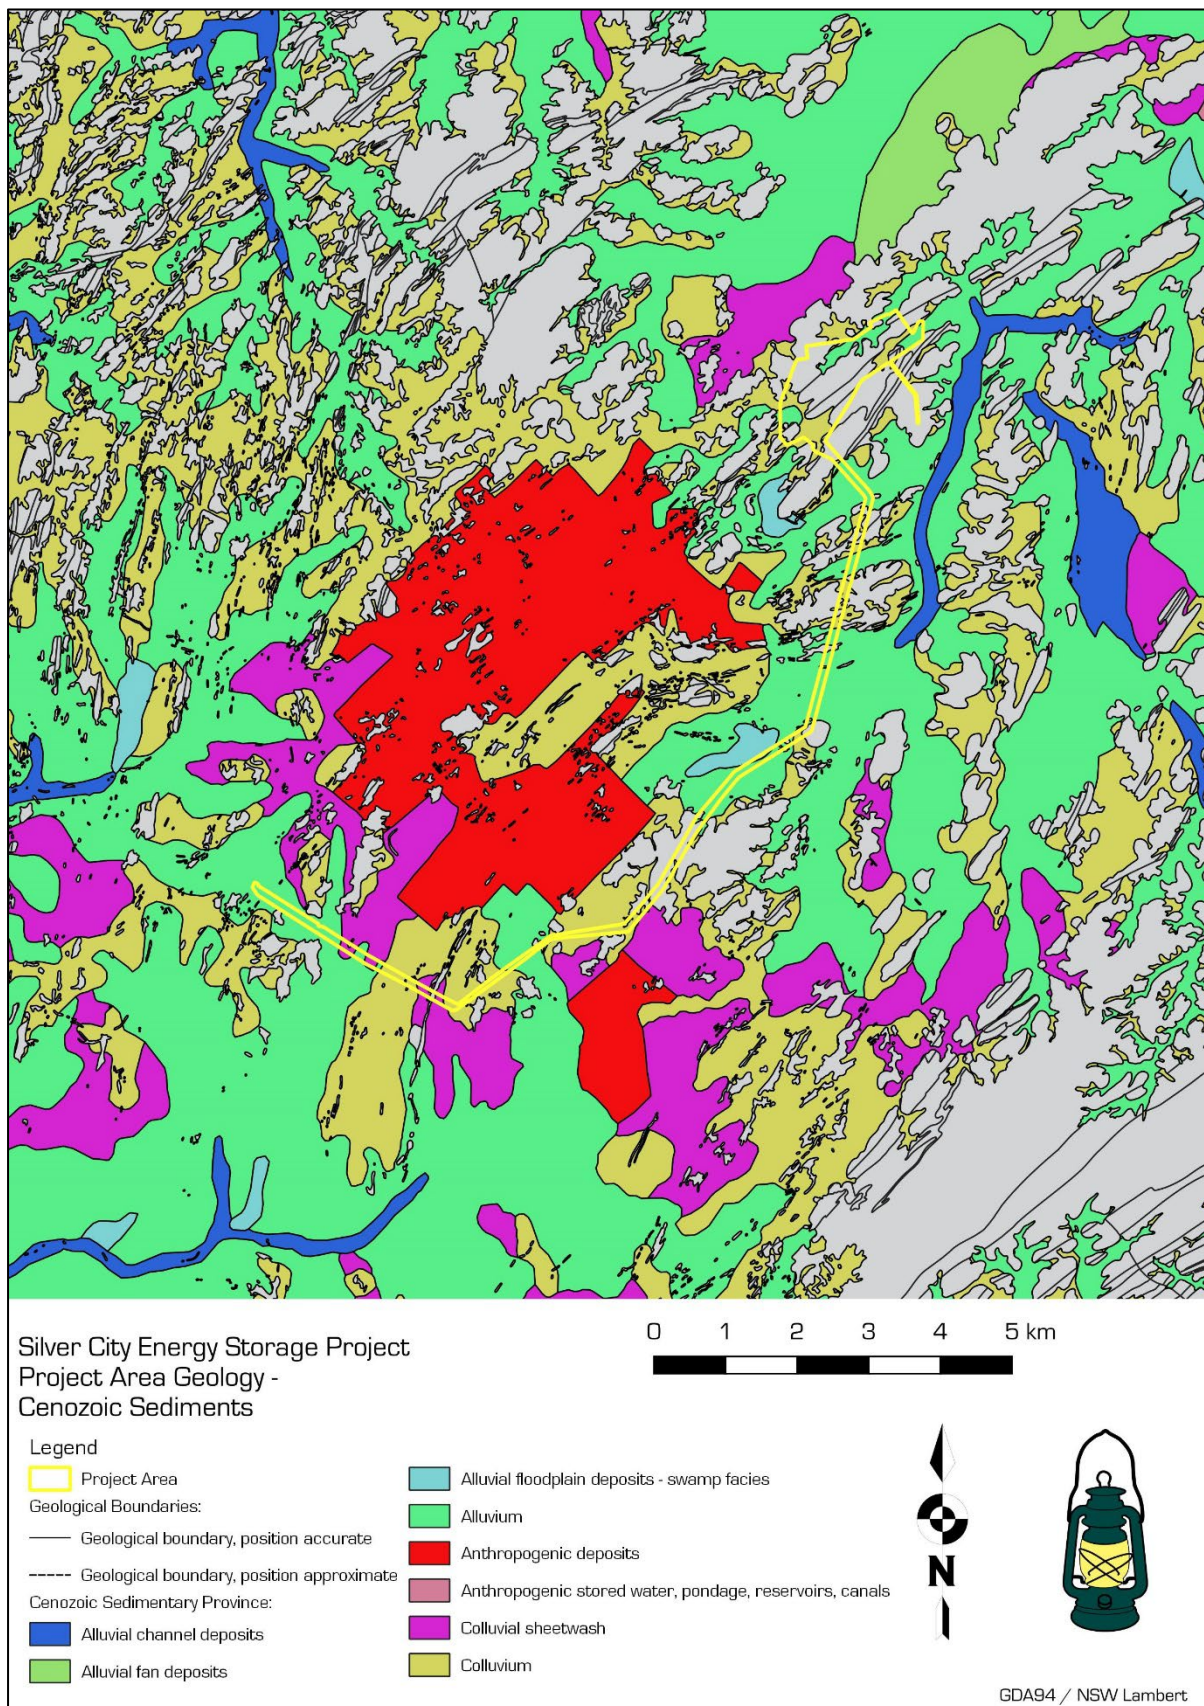 0 1 2 3 4 5 km
Silver City Energy Storage Project
Project Area Geology -
Cenozoic Sediments
Legend
Project Area
Geological Boundaries:
Geological boundary, position accurate
Geological boundary, position approximate
Cenozoic Sedimentary Province:
Alluvial channel deposits
Alluvial fan deposits
Alluvial floodplain deposits - swamp facies
Alluvium
Anthropogenic deposits
Anthropogenic stored water, pondage, reservoirs, canals
Colluvial sheetwash
Colluvium
N
GDA94 / NSW Lambert